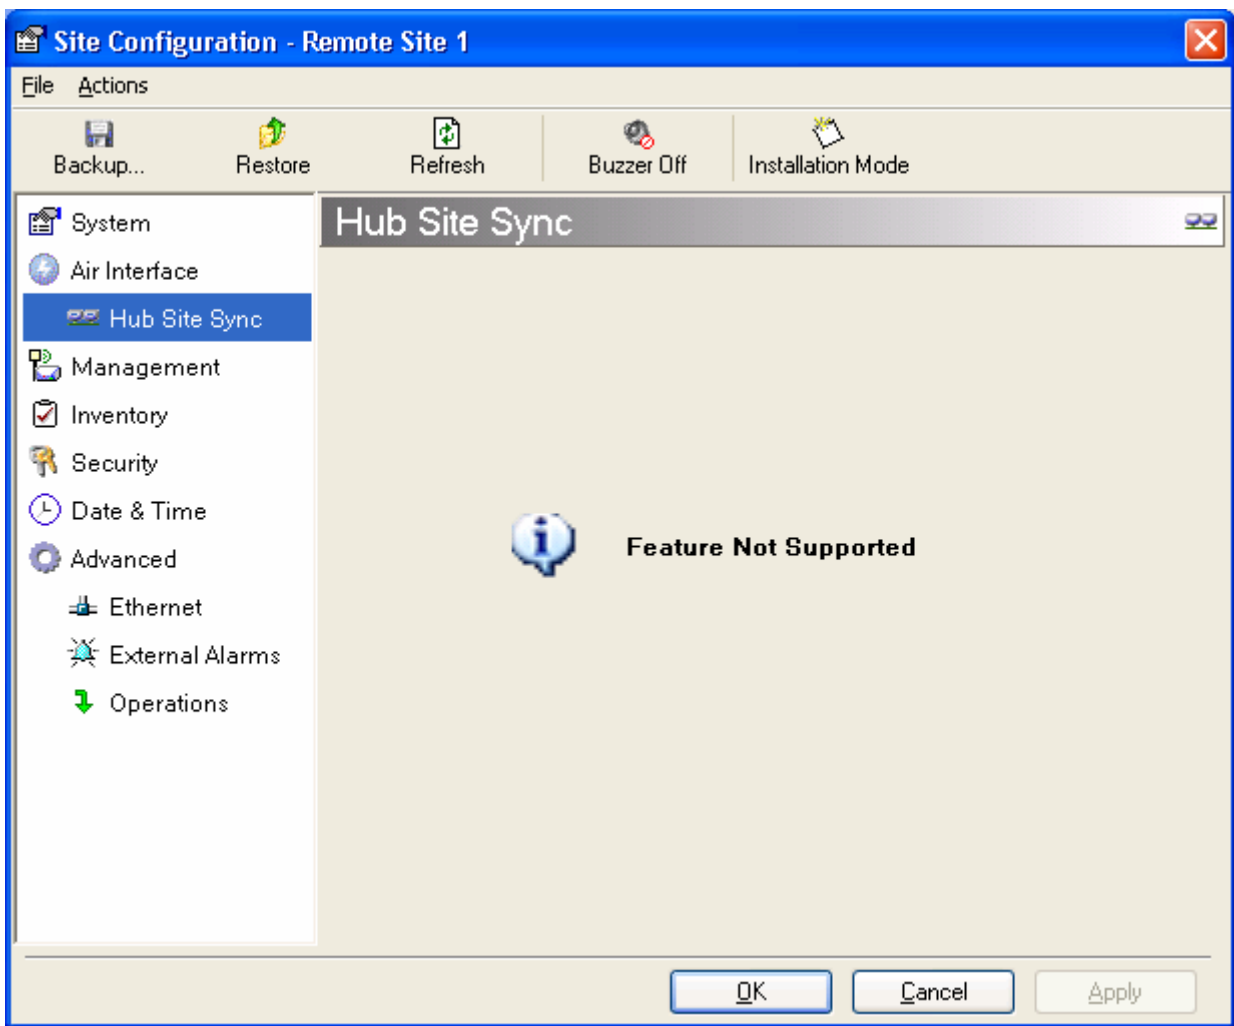 Site Configuration - Remote Site 1
File Actions
Backup... Restore Refresh Buzzer Off Installation Mode
System
Hub Site Sync
Air Interface
Hub Site Sync
Management
Inventory
Security
Date & Time
Advanced
Feature Not Supported
Ethernet
External Alarms
Operations
OK Cancel Apply